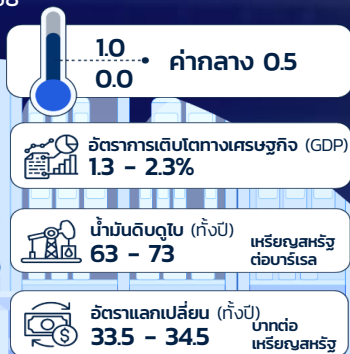 1.0
0.0
ค่ากลาง 0.5
อัตราการเติบโตทางเศรษฐกิจ (GDP)
1.3 - 2.3%
น้ำมันดิบดูไบ (ทั้งปี)
63 - 73
เหรียญสหรัฐ
ต่อบาร์เรล
อัตราแลกเปลี่ยน (ทั้งปี)
33.5 - 34.5
บาทต่อ
เหรียญสหรัฐ